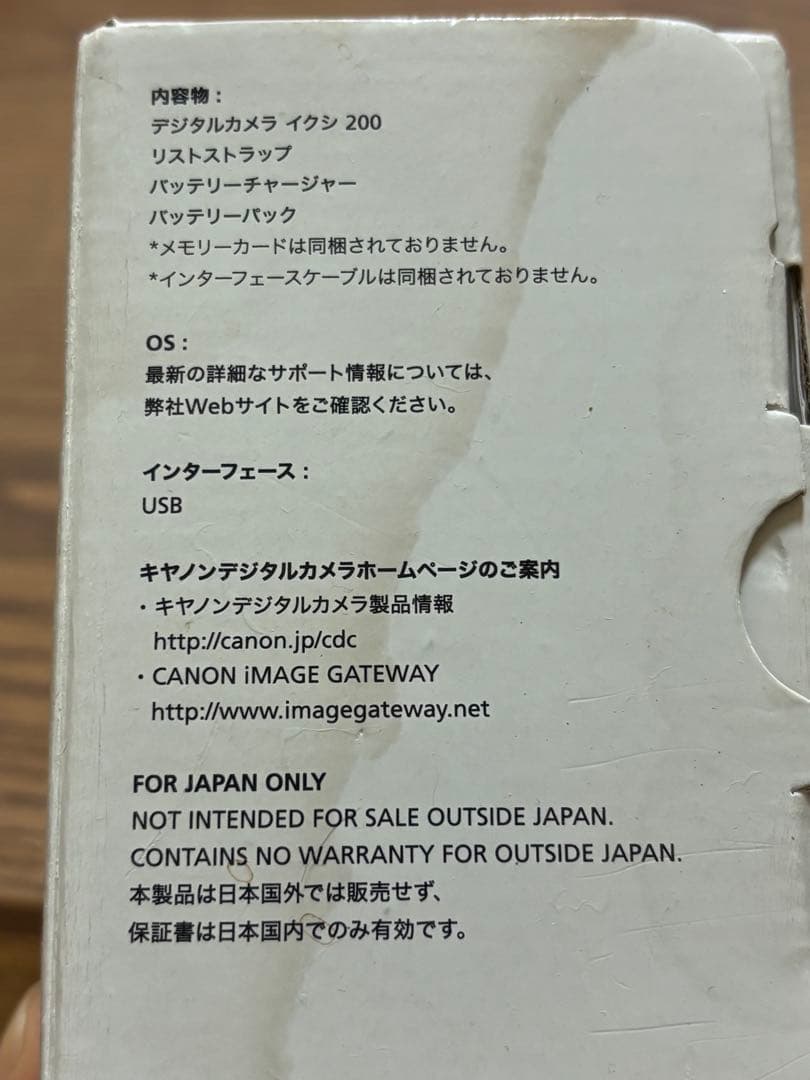 内容物：
デジタルカメラ イクシ 200
リストストラップ
バッテリーチャージャー
バッテリーパック
*メモリーカードは同梱されておりません。
*インターフェースケーブルは同梱されておりません。
OS：
最新の詳細なサポート情報については、
弊社Webサイトをご確認ください。
インターフェース：
USB
キヤノンデジタルカメラホームページのご案内
・キヤノンデジタルカメラ製品情報
http://canon.jp/cdc
・CANON iMAGE GATEWAY
http://www.imagegateway.net
FOR JAPAN ONLY
NOT INTENDED FOR SALE OUTSIDE JAPAN.
CONTAINS NO WARRANTY FOR OUTSIDE JAPAN.
本製品は日本国外では販売せず、
保証書は日本国内でのみ有効です。